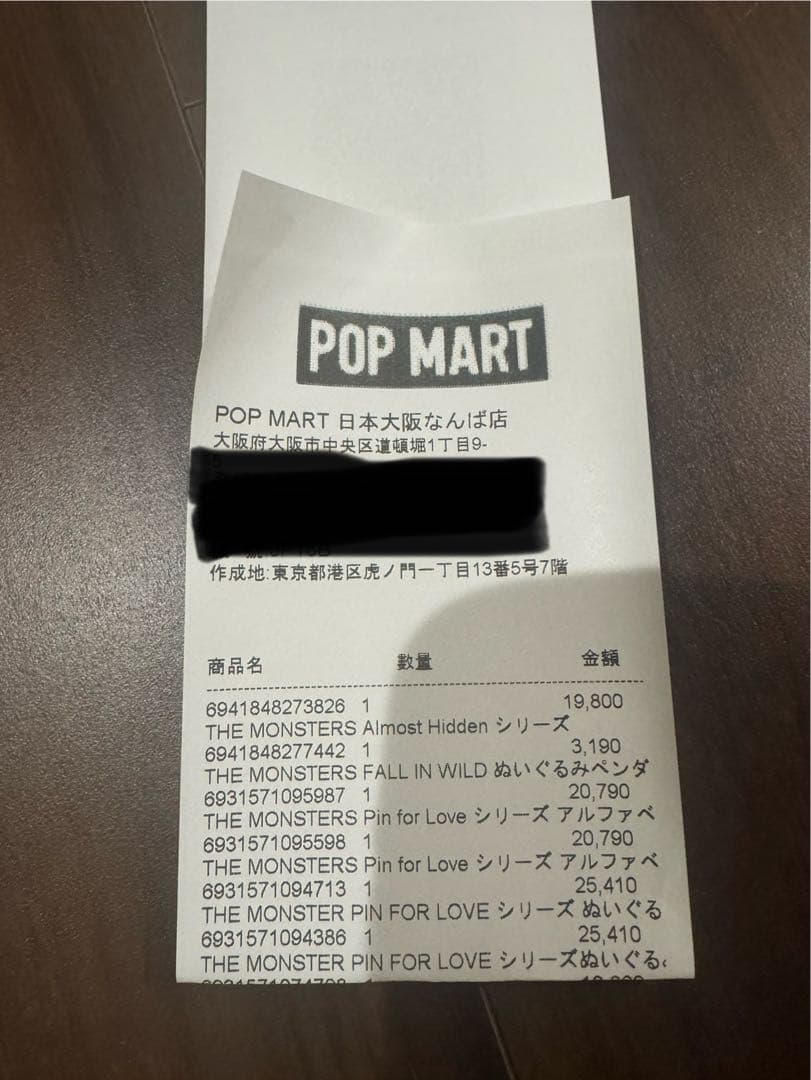 POP MART
POP MART 日本大阪なんば店
大阪府大阪市中央区道頓堀1丁目9-
作成地:東京都港区虎ノ門一丁目13番5号7階
商品名 數量 金額
6941848273826 1 19,800
THE MONSTERS Almost Hidden シリーズ
6941848277442 1 3,190
THE MONSTERS FALL IN WILD ぬいぐるみペンダ
6931571095987 1 20,790
THE MONSTERS Pin for Love シリーズ アルファベ
6931571095598 1 20,790
THE MONSTERS Pin for Love シリーズ アルファベ
6931571094713 1 25,410
THE MONSTER PIN FOR LOVE シリーズ ぬいぐる
6931571094386 1 25,410
THE MONSTER PIN FOR LOVE シリーズぬいぐる